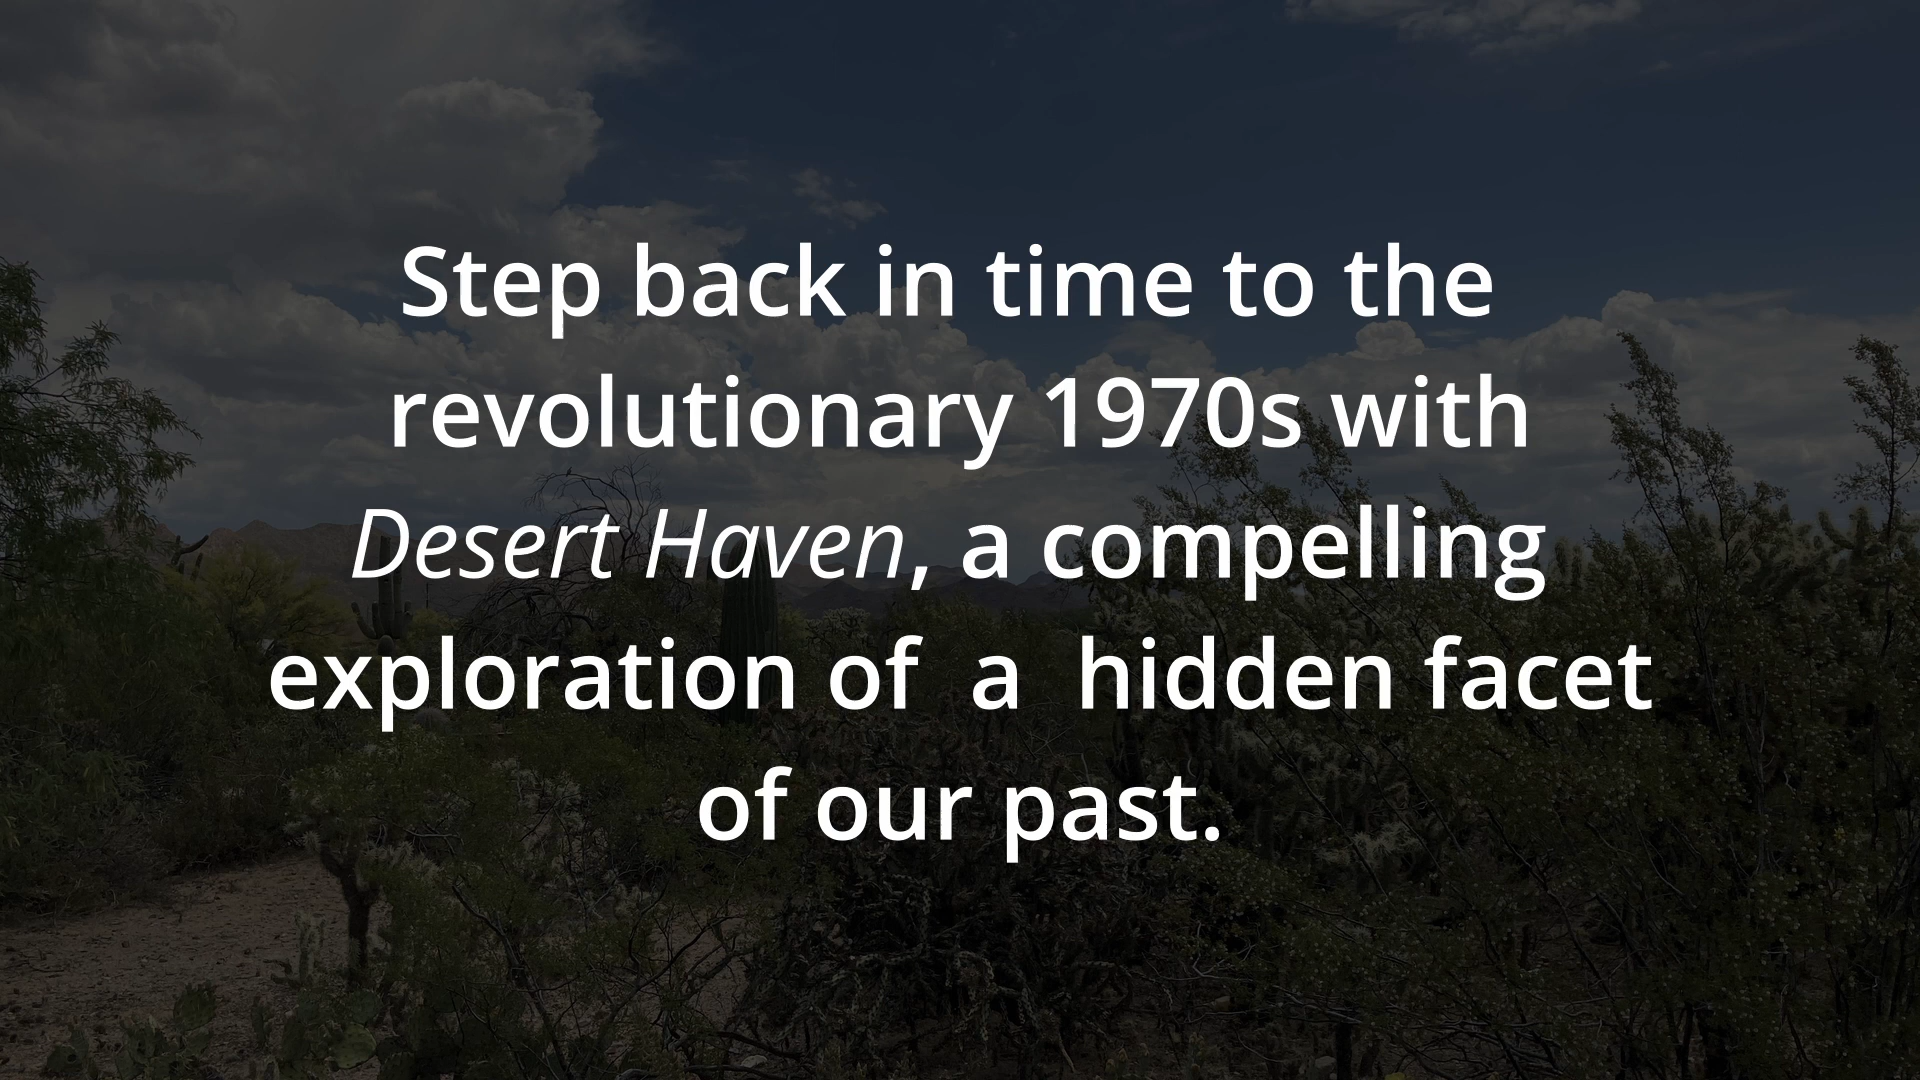 Step back in time to the
revolutionary 1970s with
Desert Haven, a compelling
exploration of  a  hidden facet
of our past.